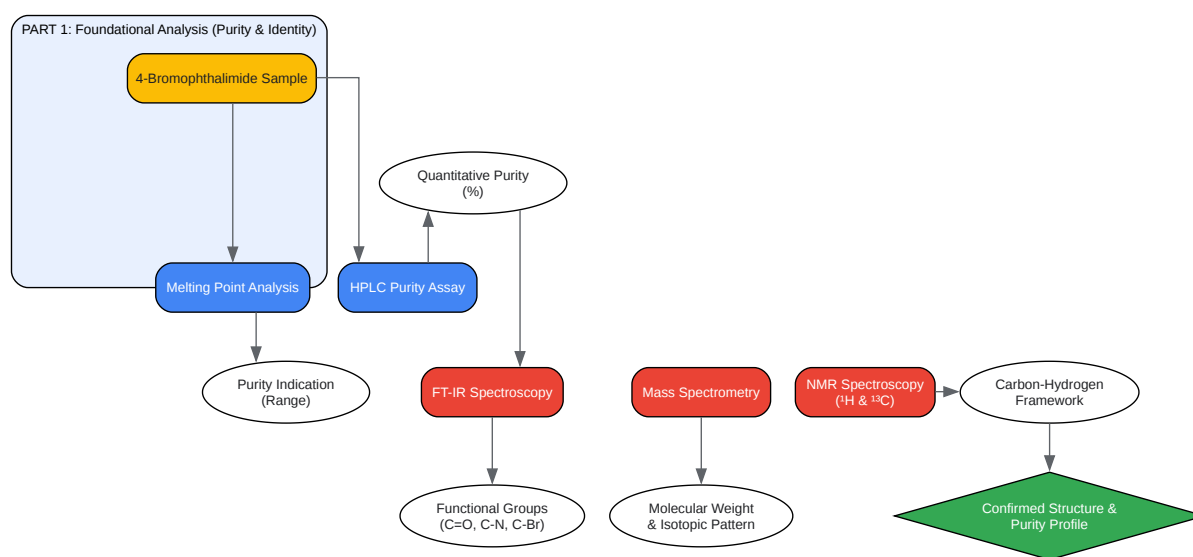 PART 1: Foundational Analysis (Purity & Identity)
4-Bromophthalimide Sample
Quantitative Purity
(%)
Melting Point Analysis
HPLC Purity Assay
Purity Indication
(Range)
FT-IR Spectroscopy
Mass Spectrometry
NMR Spectroscopy
(¹H & ¹³C)
Carbon-Hydrogen
Framework
Functional Groups
(C=O, C-N, C-Br)
Molecular Weight
& Isotopic Pattern
Confirmed Structure &
Purity Profile